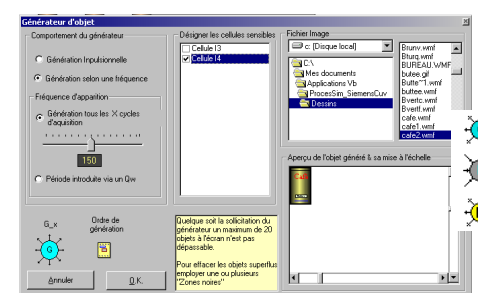 Générateur d'objet
Comportement du générateur
Génération Inpulsionnelle
Génération selon une fréquence
Fréquence d'apparition
Génération tous les X cycles
d'aquisition
150
Période introduite via un Qw
G_x
Ordre de
génération
G
Annuler
O.K.
Désigner les cellules sensibles
Cellule I3
Cellule I4
Quelque soit la sollicitation du
générateur un maximum de 20
objets à l'écran n'est pas
dépassable.
Pour effacer les objets superflus
employer une ou plusieurs
"Zones noires"
Fichier Image
c: [Disque local]
C:\
Mes documents
Applications Vb
ProcesSim_SiemensCuv
Dessins
Brunv.wmf
Bturq.wmf
BUREAU.WMF
butee.gif
Butte~1.wmf
buttee.wmf
Bvertc.wmf
Bvertf.wmf
cafe.wmf
cafe1.wmf
cafe2.wmf
Aperçu de l'objet généré & sa mise à l'échelle